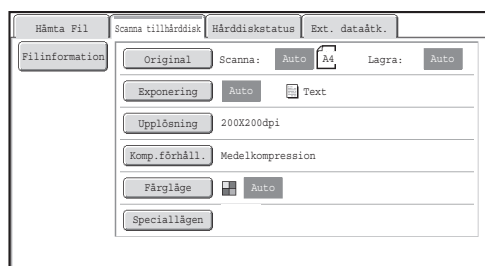 Hämta Fil Scanna tillhårddisk Hårddiskstatus Ext. dataåtk.
Filinformation Original Scanna: Auto A4 Lagra: Auto
Exponering Auto Text
Upplösning 200X200dpi
Komp.förhåll. Medelkompression
Färgläge Auto
Speciallägen